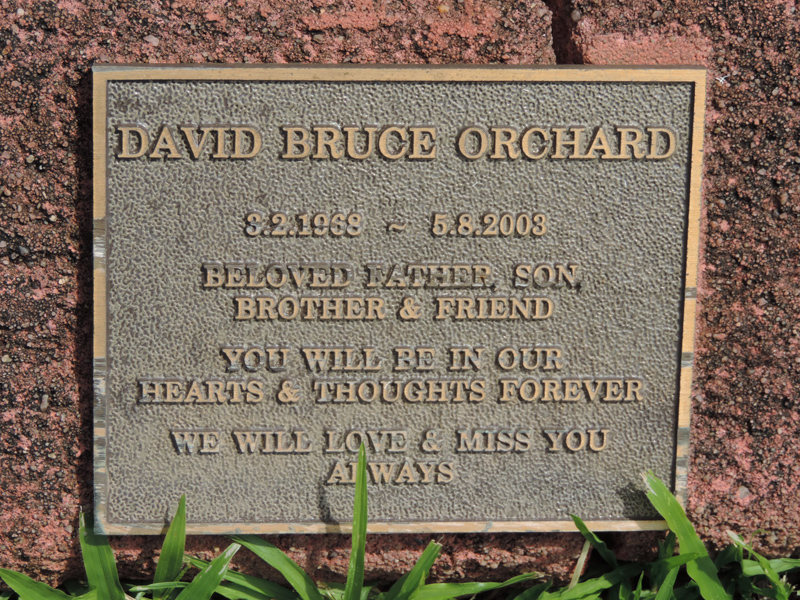 DAVID BRUCE ORCHARD
8.2.1968 ~ 5.8.2003
BELOVED FATHER, SON,
BROTHER & FRIEND
YOU WILL BE IN OUR
HEARTS & THOUGHTS FOREVER
WE WILL LOVE & MISS YOU
ALWAYS